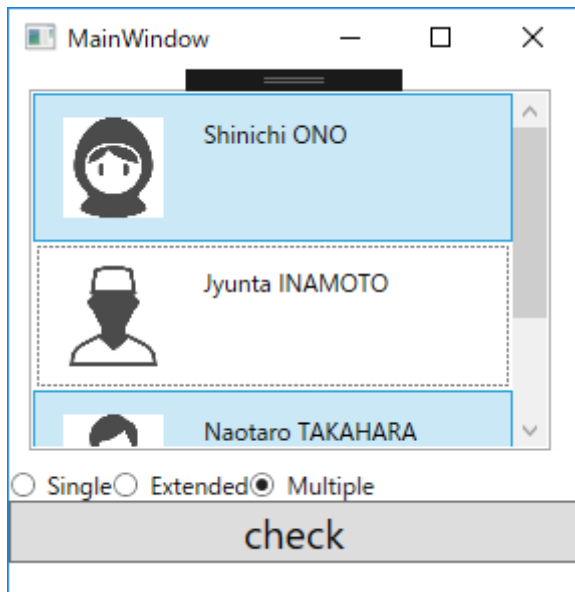 MainWindow
Shinichi ONO
Jyunta INAMOTO
Naotaro TAKAHARA
Single Extended Multiple
check